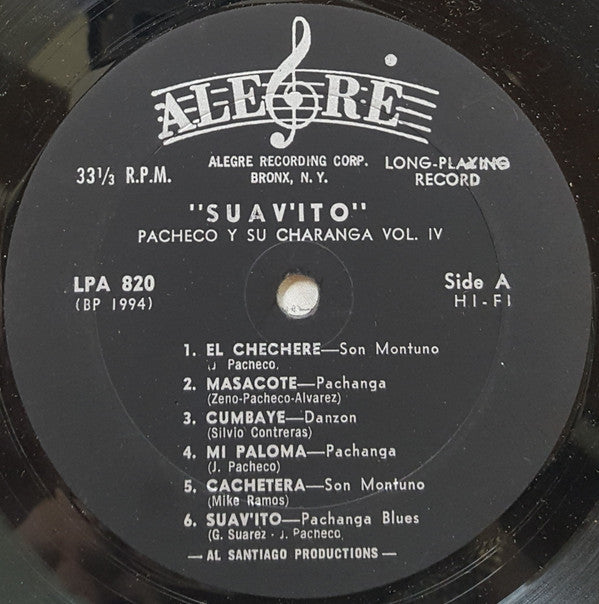 ALEGRE
33 1/3 R.P.M.
ALEGRE RECORDING CORP.
BRONX, N. Y.
LONG-PLAYING
RECORD
"SUAV'ITO"
PACHECO Y SU CHARANGA VOL. IV
LPA 820
(BP 1994)
Side A
HI-FI
1. EL CHECHERE—Son Montuno
(J. Pacheco)
2. MASACOTE—Pachanga
(Zeno-Pacheco-Alvarez)
3. CUMBAYE—Danzon
(Silvio Contreras)
4. MI PALOMA—Pachanga
(J. Pacheco)
5. CACHETERA—Son Montuno
(Mike Ramos)
6. SUAV'ITO—Pachanga Blues
(G. Suarez - J. Pacheco)
— AL SANTIAGO PRODUCTIONS —